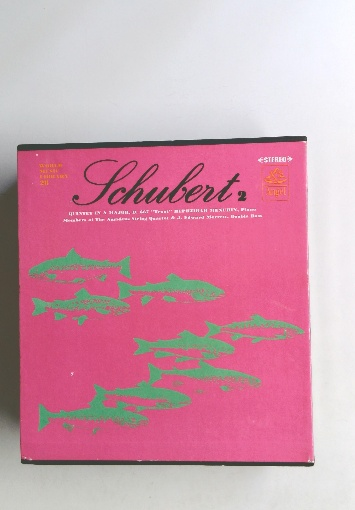 STEREO
Schubert 2
QUINTET IN A MAJOR, D. 667 "Trout" HEPHZIBAH MENUHIN, Piano
Members of The Amadeus String Quartet & J. Edward Merrett, Double Bass